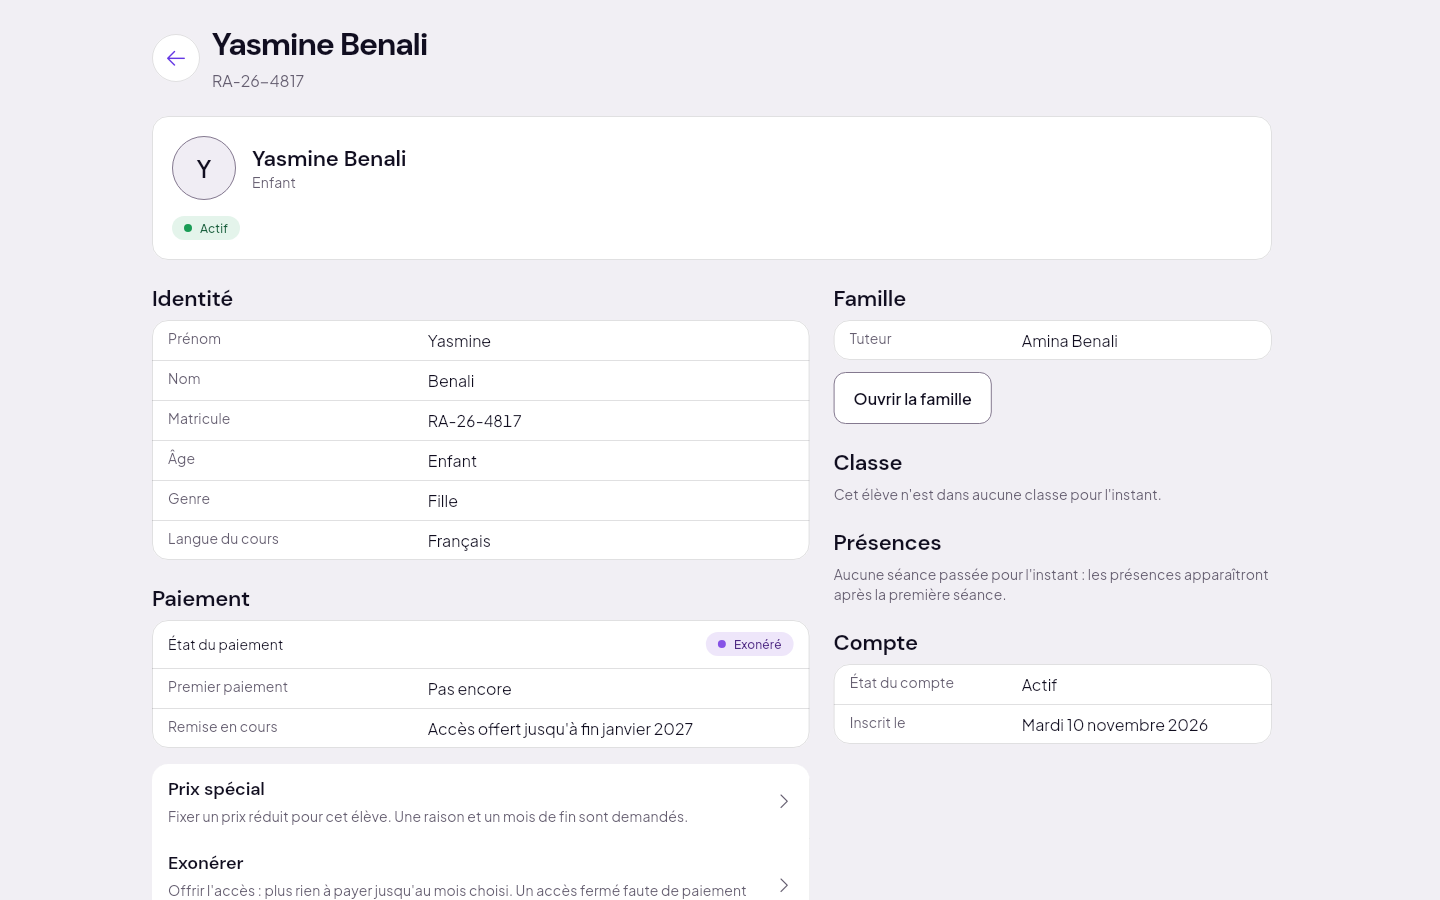 Yasmine Benali
RA-26-4817
Y
Yasmine Benali
Enfant
Actif
Identité
Prénom Yasmine
Nom Benali
Matricule RA-26-4817
Âge Enfant
Genre Fille
Langue du cours Français
Paiement
État du paiement Exonéré
Premier paiement Pas encore
Remise en cours Accès offert jusqu'à fin janvier 2027
Prix spécial
Fixer un prix réduit pour cet élève. Une raison et un mois de fin sont demandés.
Exonérer
Offrir l'accès : plus rien à payer jusqu'au mois choisi. Un accès fermé faute de paiement
Famille
Tuteur Amina Benali
Ouvrir la famille
Classe
Cet élève n'est dans aucune classe pour l'instant.
Présences
Aucune séance passée pour l'instant : les présences apparaîtront
après la première séance.
Compte
État du compte Actif
Inscrit le Mardi 10 novembre 2026